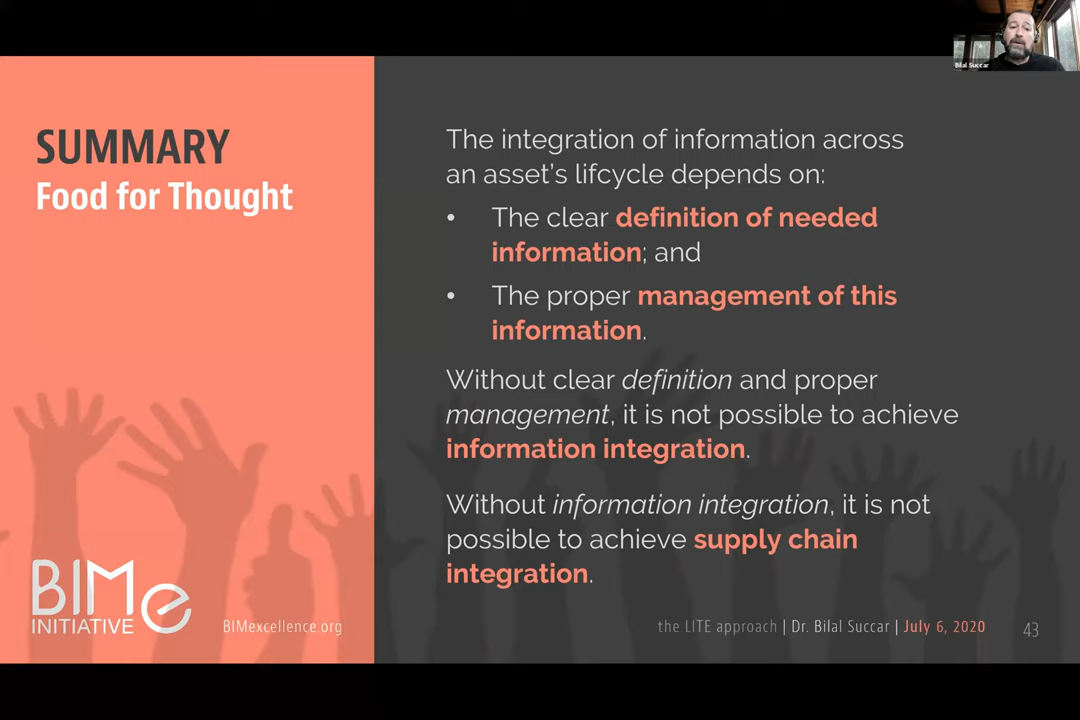 Bilal Succar
SUMMARY
Food for Thought
The integration of information across
an asset's lifcycle depends on:
• The clear definition of needed
information; and
• The proper management of this
information.
Without clear definition and proper
management, it is not possible to achieve
information integration.
Without information integration, it is not
possible to achieve supply chain
integration.
BIMe
INITIATIVE
BIMexcellence.org
the LITE approach | Dr. Bilal Succar | July 6, 2020
43